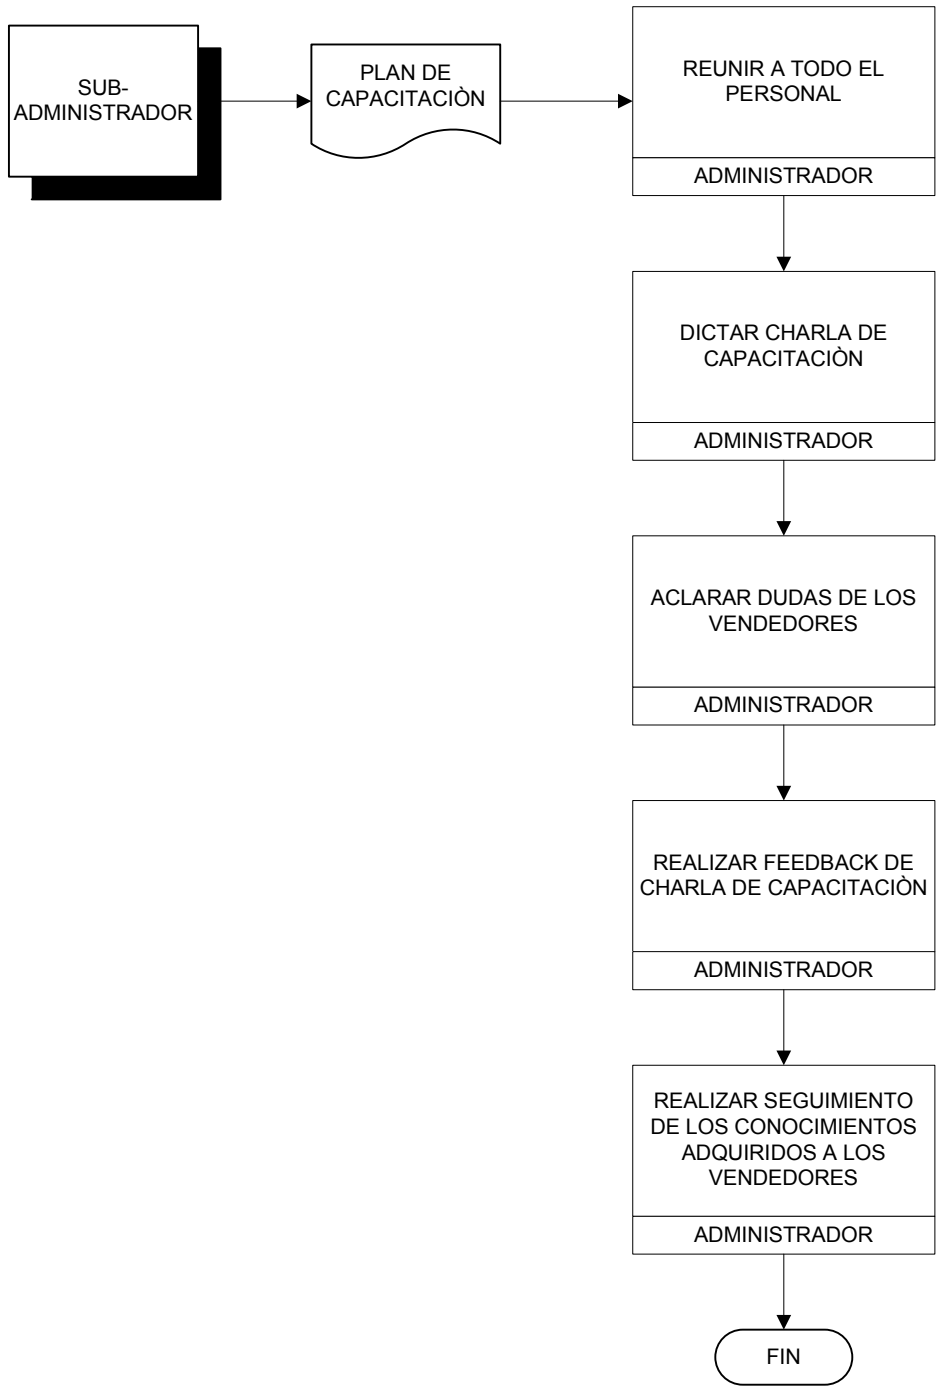 SUB-
ADMINISTRADOR
PLAN DE
CAPACITACIÒN
REUNIR A TODO EL
PERSONAL
ADMINISTRADOR
DICTAR CHARLA DE
CAPACITACIÒN
ADMINISTRADOR
ACLARAR DUDAS DE LOS
VENDEDORES
ADMINISTRADOR
REALIZAR FEEDBACK DE
CHARLA DE CAPACITACIÒN
ADMINISTRADOR
REALIZAR SEGUIMIENTO
DE LOS CONOCIMIENTOS
ADQUIRIDOS A LOS
VENDEDORES
ADMINISTRADOR
FIN